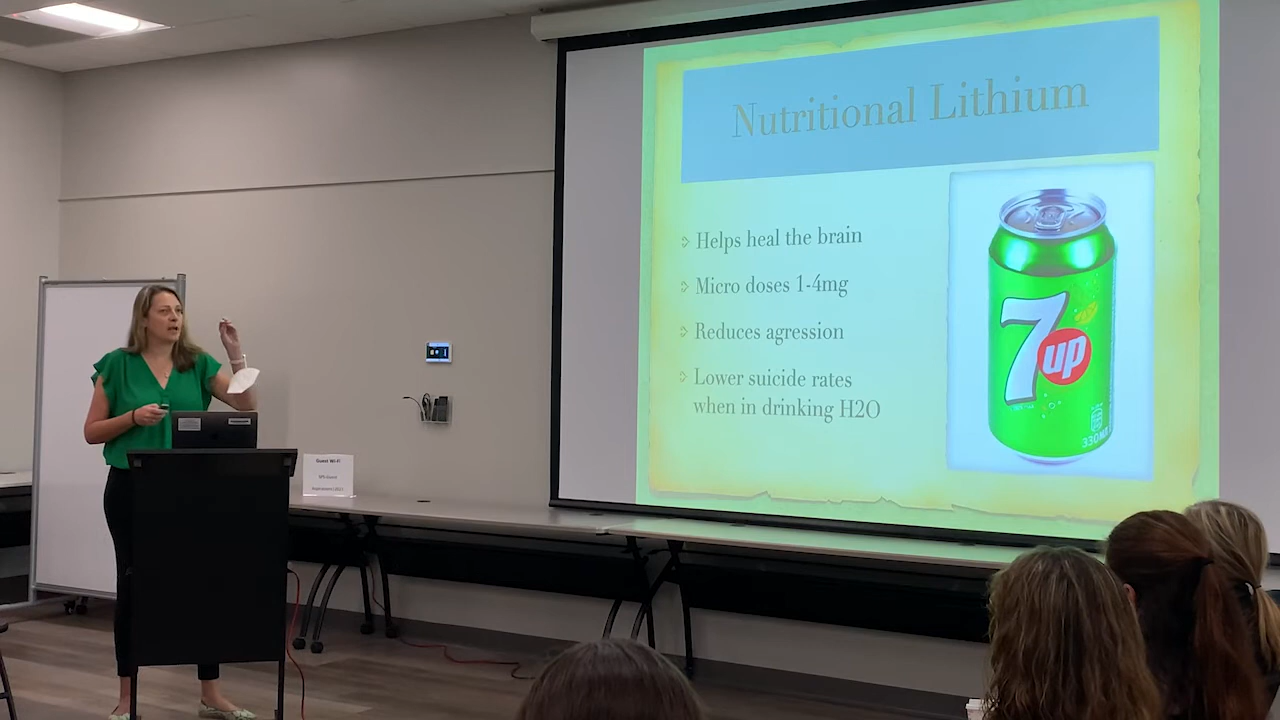 Nutritional Lithium
Helps heal the brain
Micro doses 1-4mg
Reduces agression
Lower suicide rates
when in drinking H2O
7
up
Guest Wi-Fi